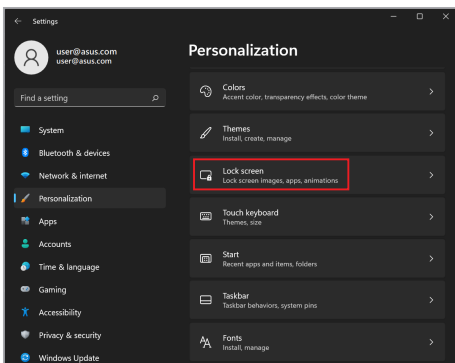 Settings
user@asus.com
user@asus.com
Find a setting
System
Bluetooth & devices
Network & internet
Personalization
Apps
Accounts
Time & language
Gaming
Accessibility
Privacy & security
Windows Update
Personalization
Colors
Accent color, transparency effects, color theme
Themes
Install, create, manage
Lock screen
Lock screen images, apps, animations
Touch keyboard
Themes, size
Start
Recent apps and items, folders
Taskbar
Taskbar behaviors, system pins
Fonts
Install, manage